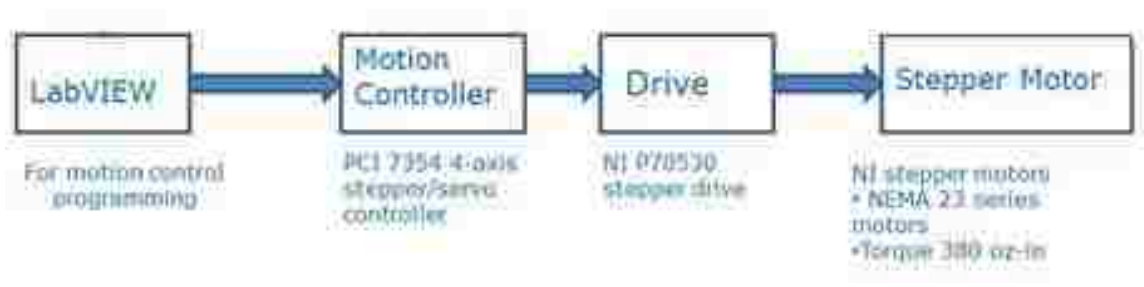 LabVIEW
For motion control
programming
Motion
Controller
PCI 7354 4-axis
stepper/servo
controller
Drive
NI P70530
stepper drive
Stepper Motor
NI stepper motors
• NEMA 23 series
motors
•Torque 380 oz-in